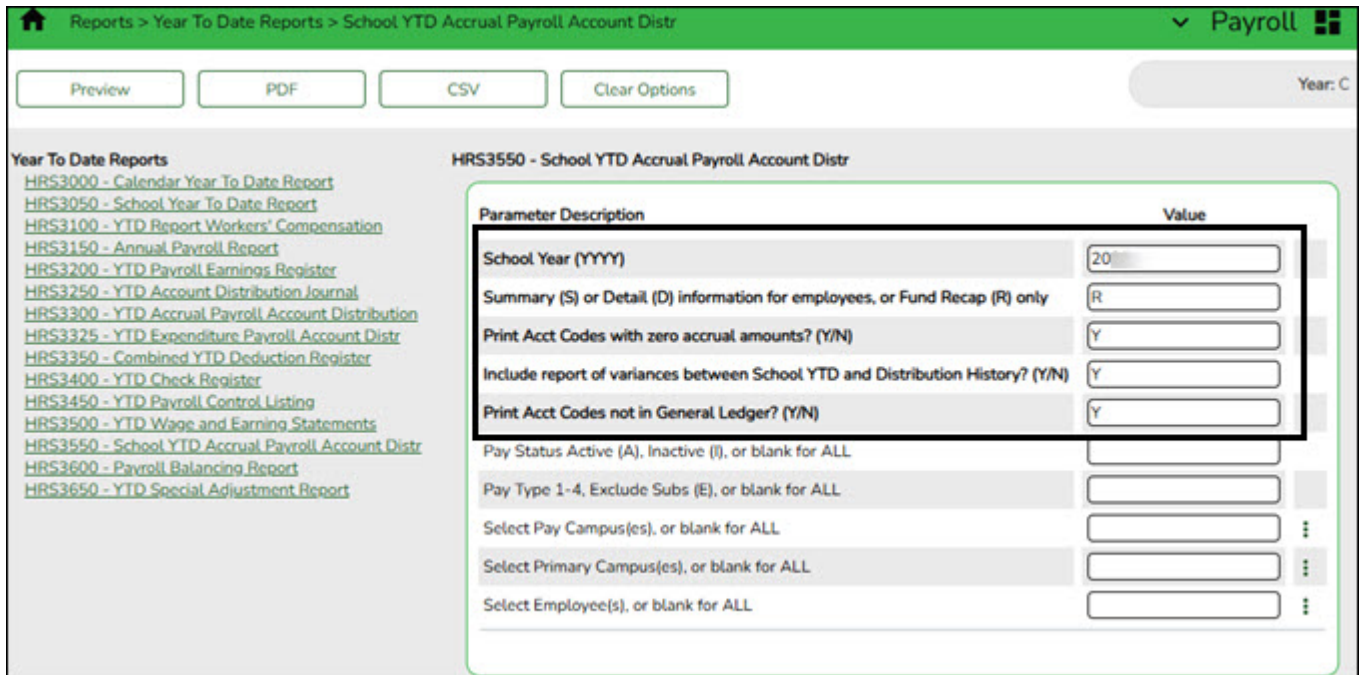 Reports > Year To Date Reports > School YTD Accrual Payroll Account Distr
Payroll
Preview
PDF
CSV
Clear Options
Year: C
Year To Date Reports
HRS3000 - Calendar Year To Date Report
HRS3050 - School Year To Date Report
HRS3100 - YTD Report Workers' Compensation
HRS3150 - Annual Payroll Report
HRS3200 - YTD Payroll Earnings Register
HRS3250 - YTD Account Distribution Journal
HRS3300 - YTD Accrual Payroll Account Distribution
HRS3325 - YTD Expenditure Payroll Account Distr
HRS3350 - Combined YTD Deduction Register
HRS3400 - YTD Check Register
HRS3450 - YTD Payroll Control Listing
HRS3500 - YTD Wage and Earning Statements
HRS3550 - School YTD Accrual Payroll Account Distr
HRS3600 - Payroll Balancing Report
HRS3650 - YTD Special Adjustment Report
HRS3550 - School YTD Accrual Payroll Account Distr
Parameter Description Value
School Year (YYYY) 20
Summary (S) or Detail (D) information for employees, or Fund Recap (R) only R
Print Acct Codes with zero accrual amounts? (Y/N) Y
Include report of variances between School YTD and Distribution History? (Y/N) Y
Print Acct Codes not in General Ledger? (Y/N) Y
Pay Status Active (A), Inactive (I), or blank for ALL
Pay Type 1-4, Exclude Subs (E), or blank for ALL
Select Pay Campus(es), or blank for ALL
Select Primary Campus(es), or blank for ALL
Select Employee(s), or blank for ALL